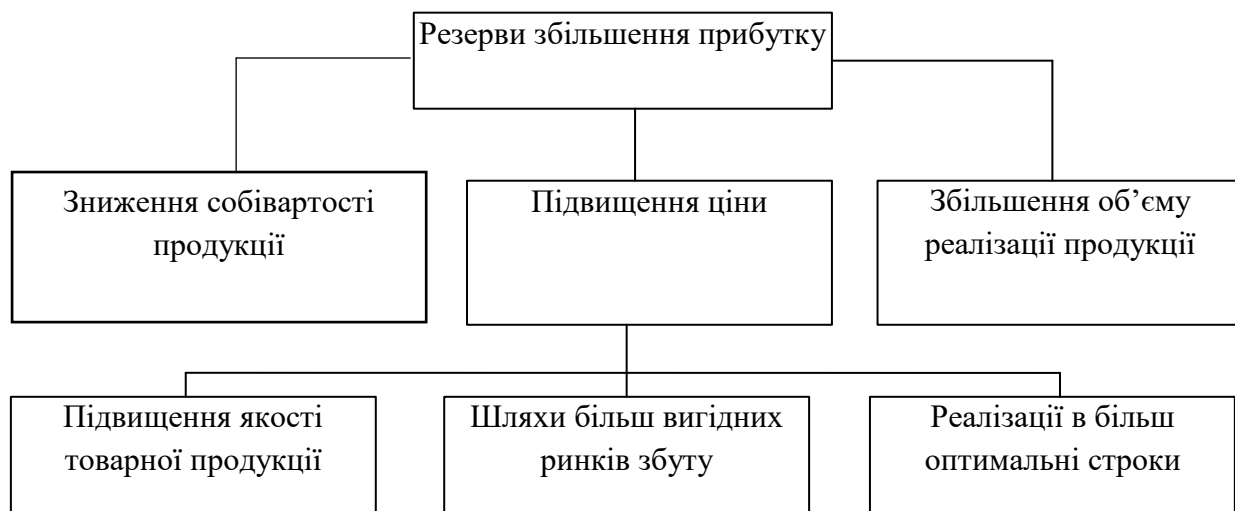 Резерви збільшення прибутку
Зниження собівартості
продукції
Підвищення ціни
Збільшення об’єму
реалізації продукції
Підвищення якості
товарної продукції
Шляхи більш вигідних
ринків збуту
Реалізації в більш
оптимальні строки